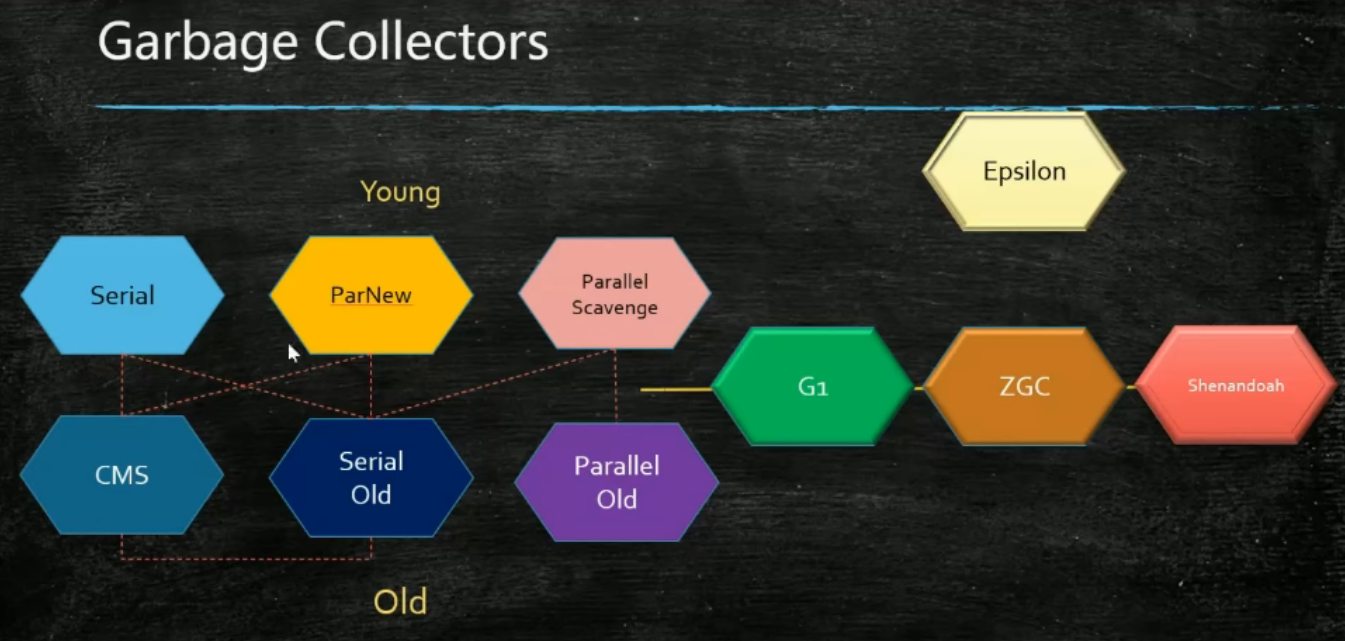 Garbage Collectors
Epsilon
Young
Serial
ParNew
Parallel
Scavenge
G1
ZGC
Shenandoah
CMS
Serial
Old
Parallel
Old
Old